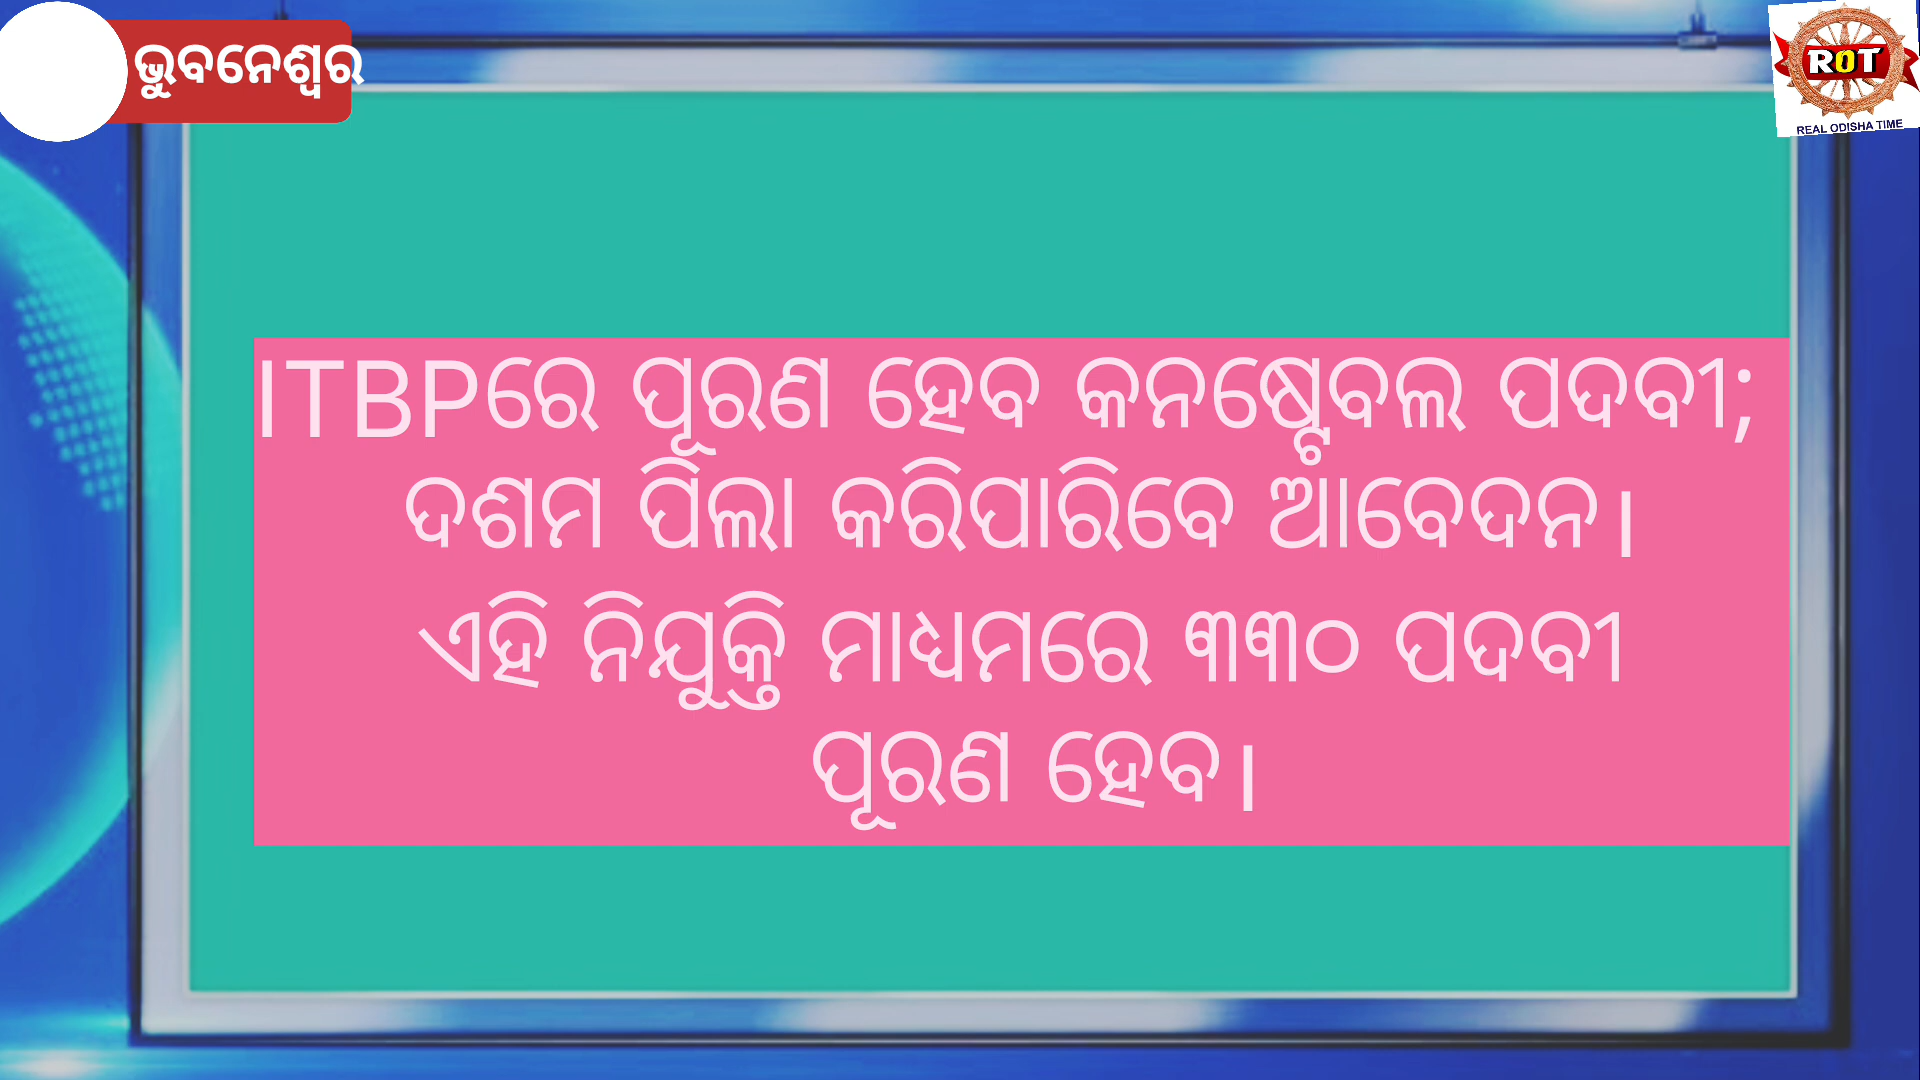 ଭୁବନେଶ୍ୱର
ROT
REAL ODISHA TIME
ITBPରେ ପୂରଣ ହେବ କନଷ୍ଟେବଲ ପଦବୀ;
ଦଶମ ପିଲା କରିପାରିବେ ଆବେଦନ।
ଏହି ନିଯୁକ୍ତି ମାଧ୍ୟମରେ ୩୩୦ ପଦବୀ
ପୂରଣ ହେବ।